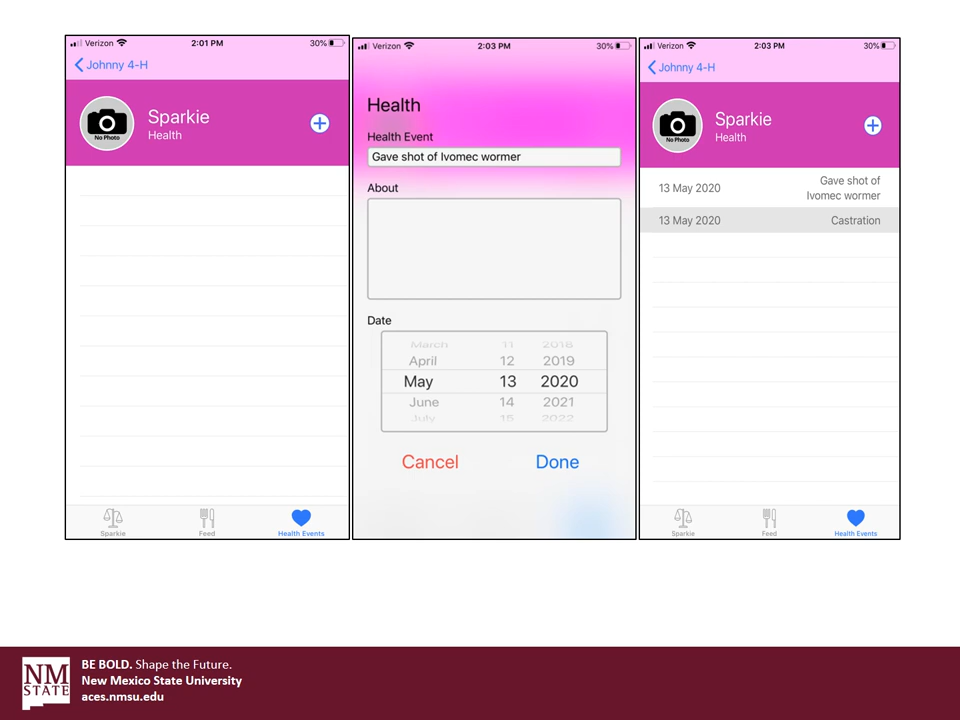 Verizon 2:01 PM 30%
Johnny 4-H
Sparkie
Health
No Photo
Sparkie Feed Health Events
Verizon 2:03 PM 30%
Health
Health Event
Gave shot of Ivomec wormer
About
Date
March 11 2018
April 12 2019
May 13 2020
June 14 2021
July 15 2022
Cancel Done
Verizon 2:03 PM 30%
Johnny 4-H
Sparkie
Health
No Photo
13 May 2020 Gave shot of
Ivomec wormer
13 May 2020 Castration
Sparkie Feed Health Events
NM
STATE
BE BOLD. Shape the Future.
New Mexico State University
aces.nmsu.edu